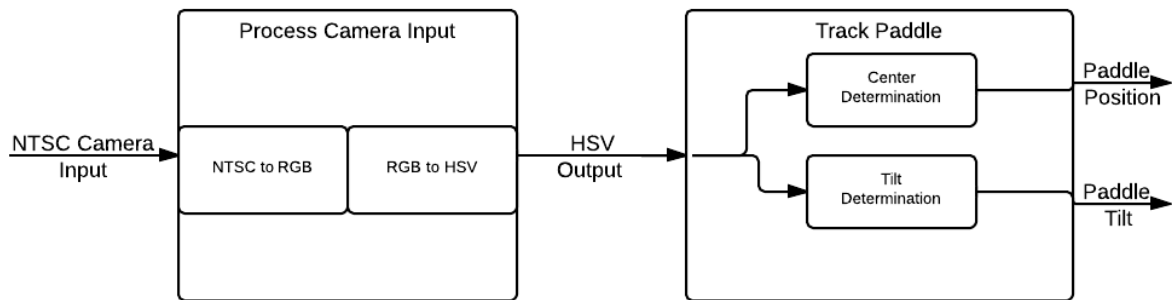 Process Camera Input
Track Paddle
Center
Determination
Paddle
Position
NTSC Camera
Input
NTSC to RGB
RGB to HSV
HSV
Output
Tilt
Determination
Paddle
Tilt